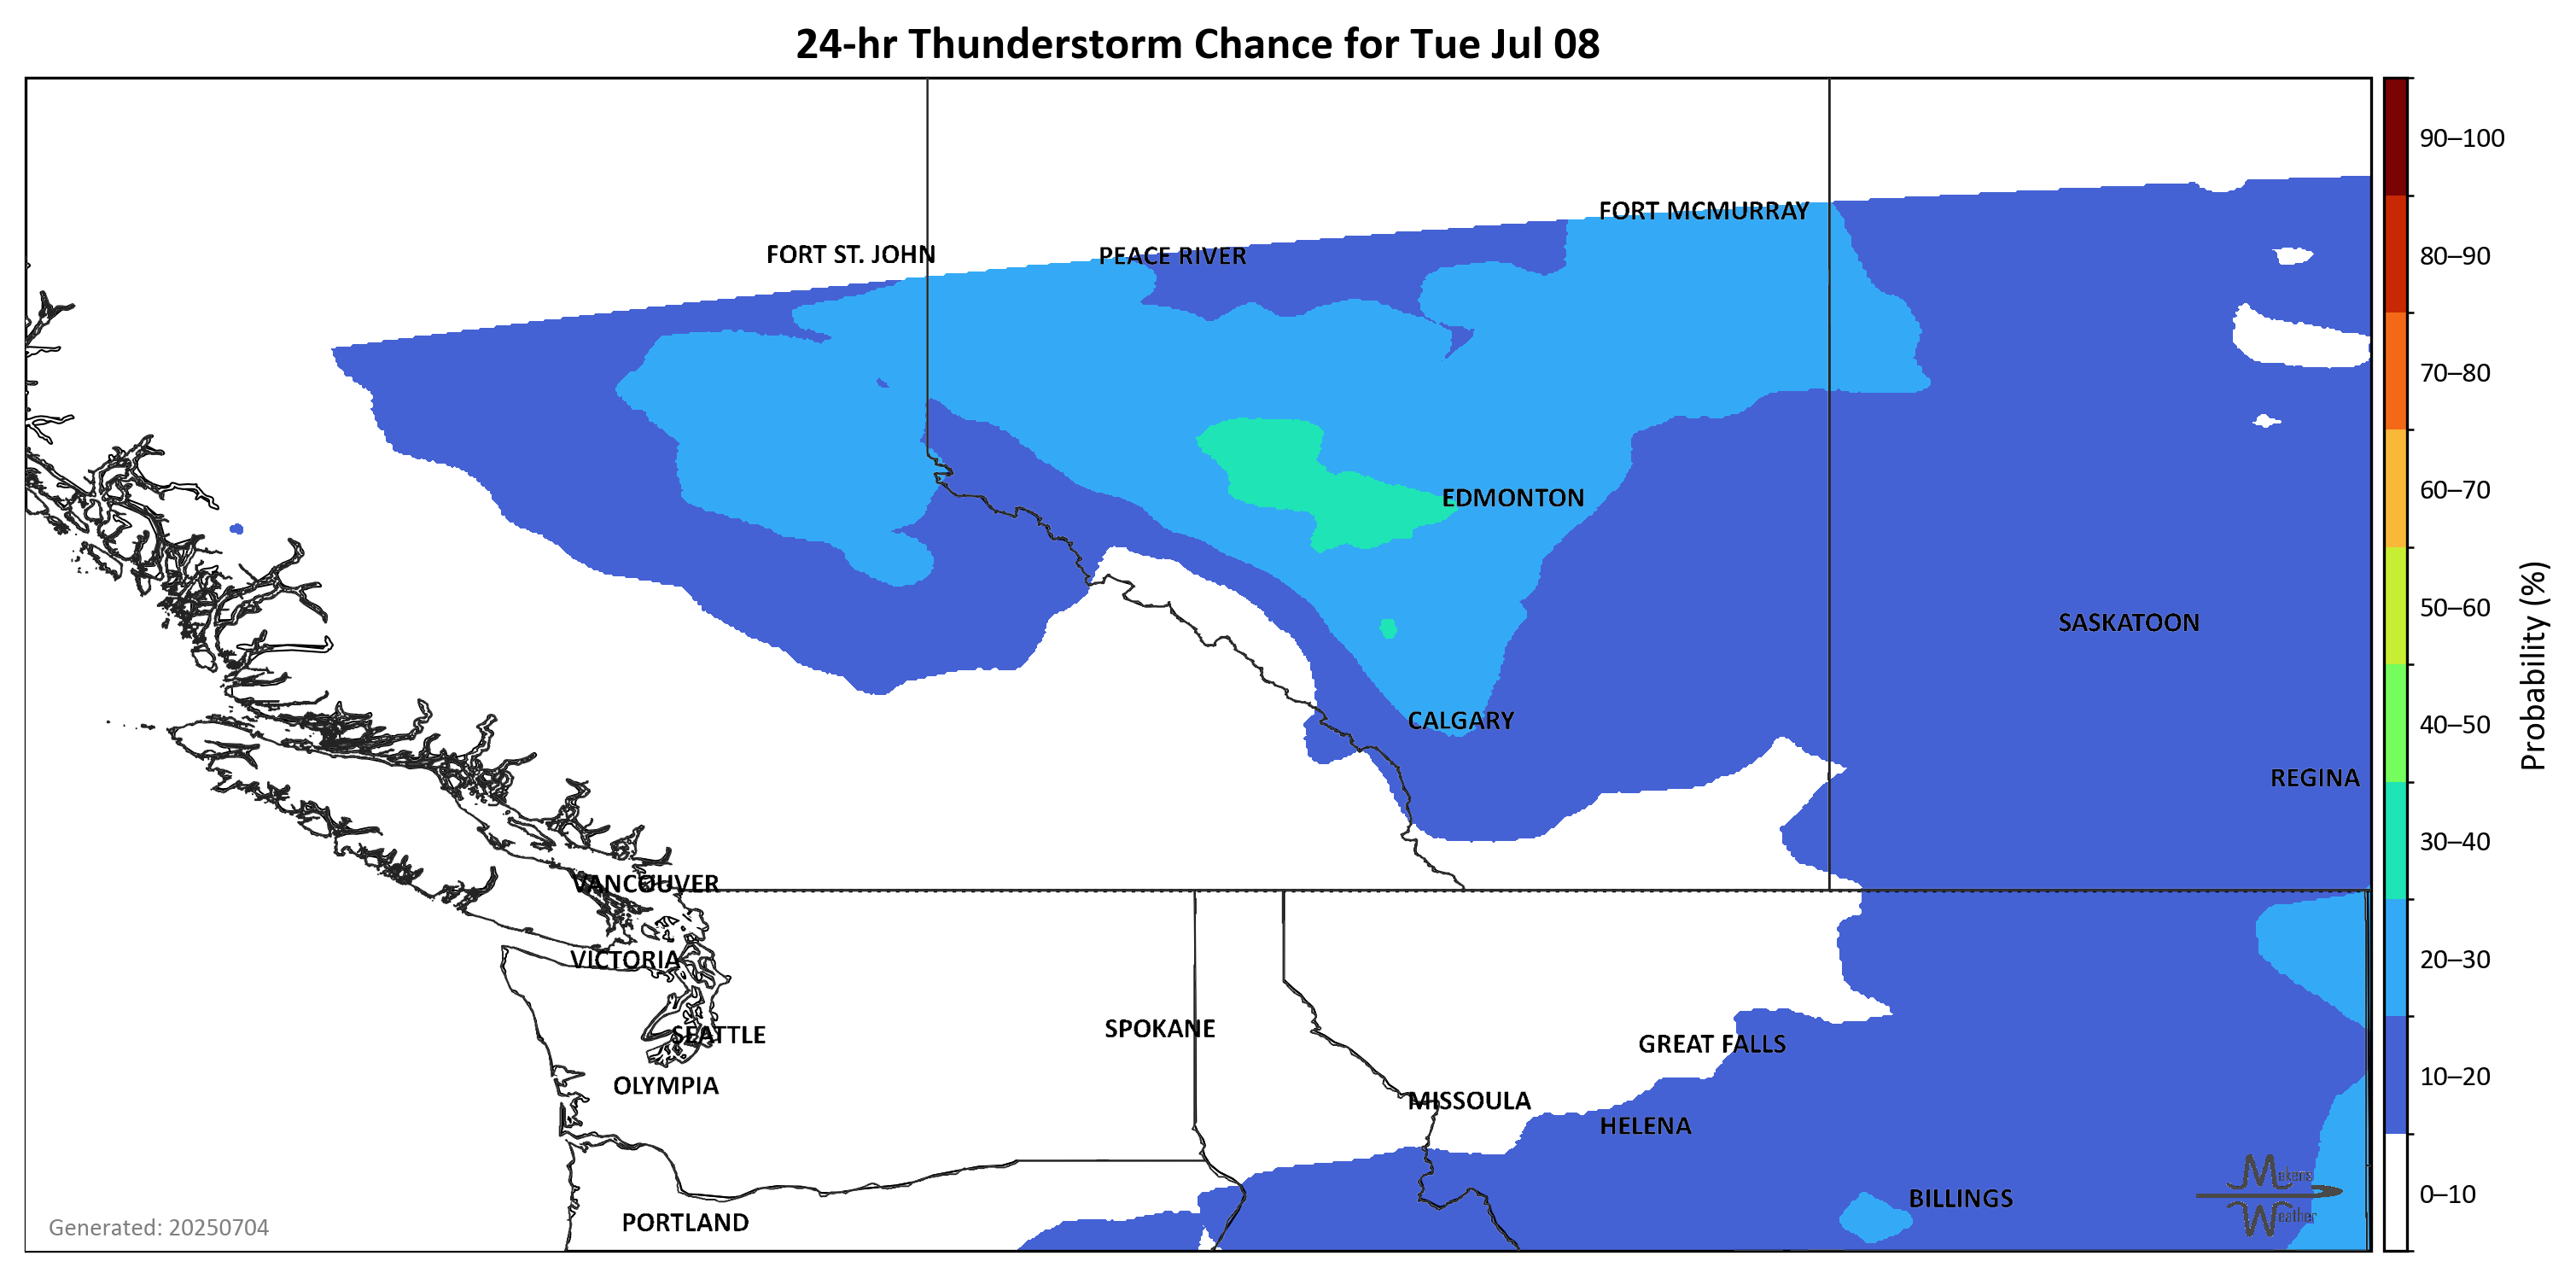 24-hr Thunderstorm Chance for Tue Jul 08
90–100
FORT MCMURRAY
FORT ST. JOHN
PEACE RIVER
80–90
70–80
60–70
EDMONTON
50–60
SASKATOON
Probability (%)
CALGARY
40–50
REGINA
30–40
VANCOUVER
VICTORIA
20–30
SPOKANE
SEATTLE
GREAT FALLS
10–20
OLYMPIA
MISSOULA
HELENA
Makens
Weather
BILLINGS
0–10
PORTLAND
Generated: 20250704